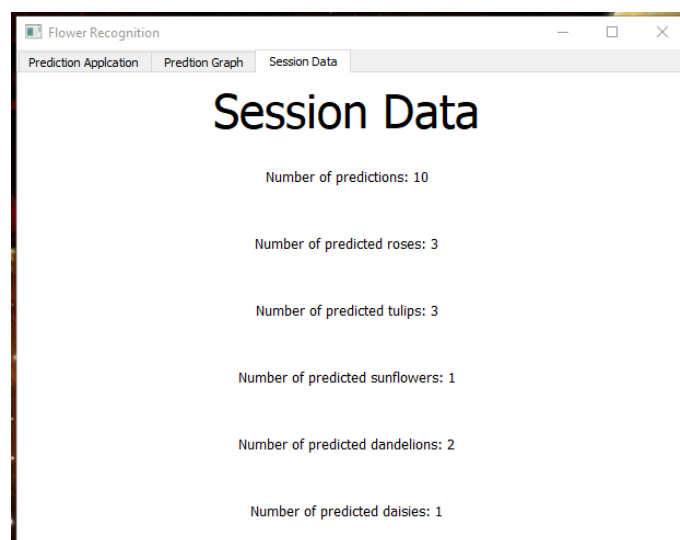 Flower Recognition
Prediction Applcation Predtion Graph Session Data
Session Data
Number of predictions: 10
Number of predicted roses: 3
Number of predicted tulips: 3
Number of predicted sunflowers: 1
Number of predicted dandelions: 2
Number of predicted daisies: 1